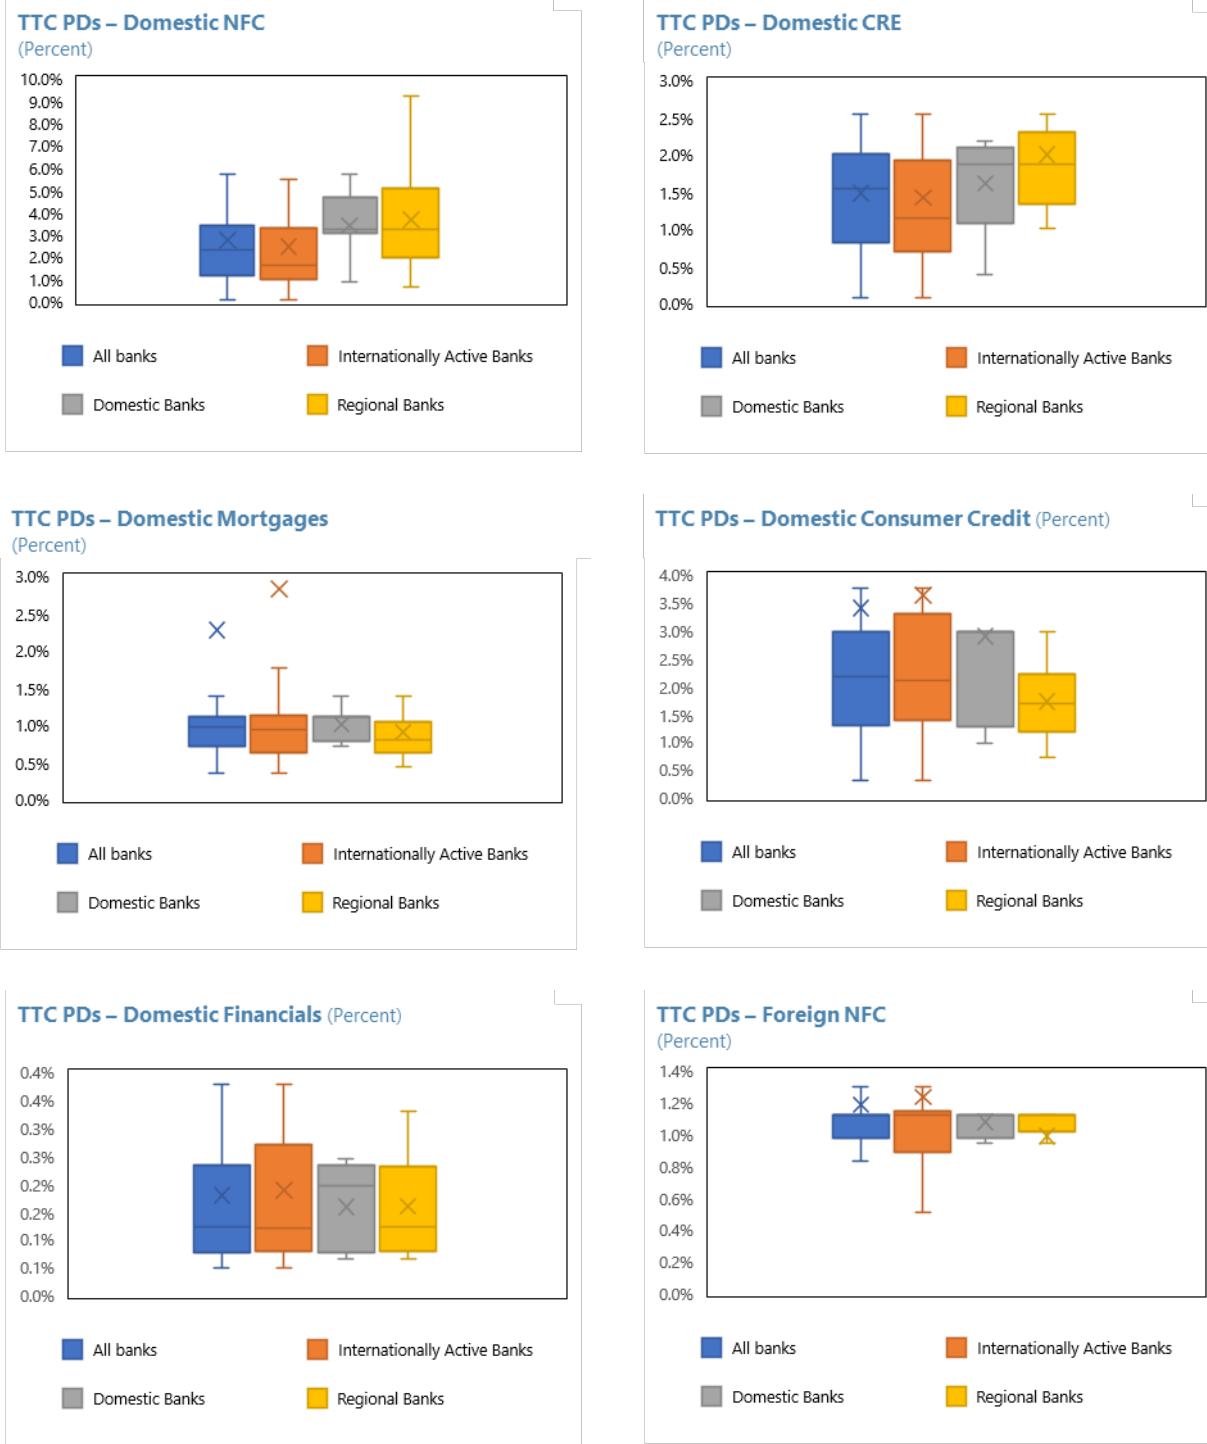 TTC PDs – Domestic NFC
(Percent)
10.0%
9.0%
8.0%
7.0%
6.0%
5.0%
4.0%
3.0%
2.0%
1.0%
0.0%
All banks
Internationally Active Banks
Domestic Banks
Regional Banks
TTC PDs – Domestic CRE
(Percent)
3.0%
2.5%
2.0%
1.5%
1.0%
0.5%
0.0%
All banks
Internationally Active Banks
Domestic Banks
Regional Banks
TTC PDs – Domestic Mortgages
(Percent)
3.0%
2.5%
2.0%
1.5%
1.0%
0.5%
0.0%
All banks
Internationally Active Banks
Domestic Banks
Regional Banks
TTC PDs – Domestic Consumer Credit (Percent)
4.0%
3.5%
3.0%
2.5%
2.0%
1.5%
1.0%
0.5%
0.0%
All banks
Internationally Active Banks
Domestic Banks
Regional Banks
TTC PDs – Domestic Financials (Percent)
0.4%
0.4%
0.3%
0.3%
0.2%
0.2%
0.1%
0.1%
0.0%
All banks
Internationally Active Banks
Domestic Banks
Regional Banks
TTC PDs – Foreign NFC
(Percent)
1.4%
1.2%
1.0%
0.8%
0.6%
0.4%
0.2%
0.0%
All banks
Internationally Active Banks
Domestic Banks
Regional Banks